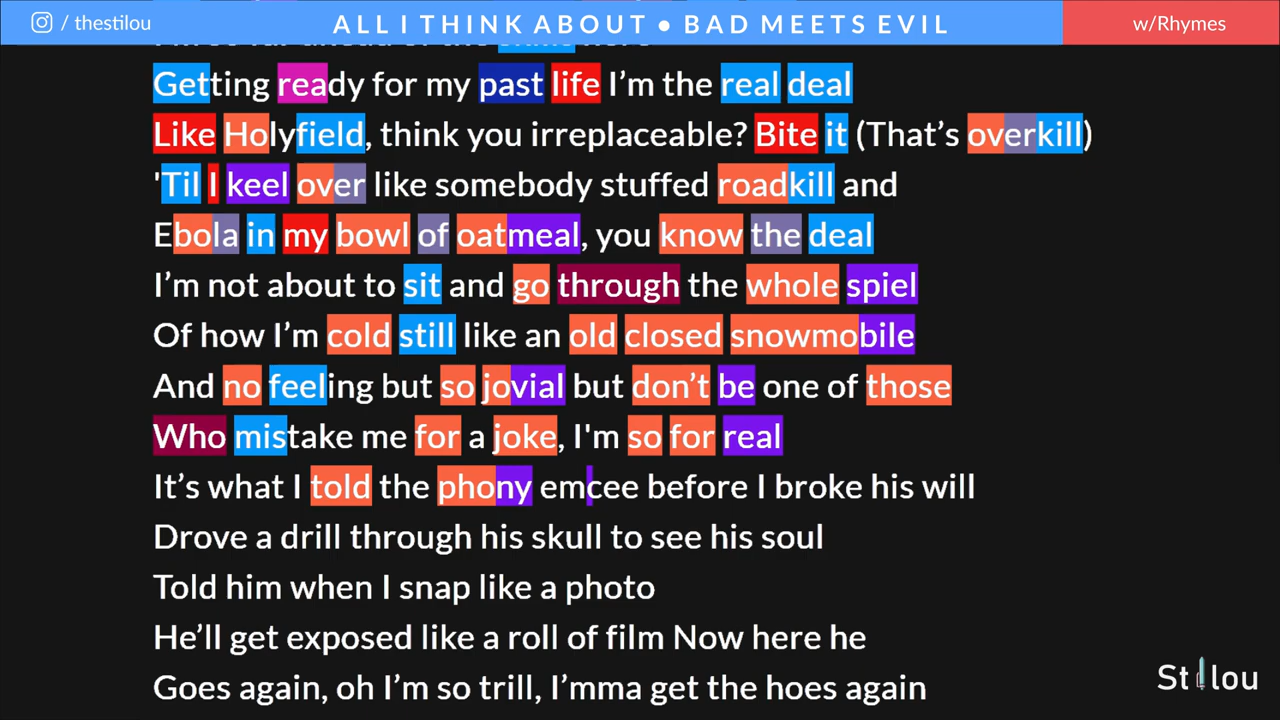 / thestilou
ALL I THINK ABOUT • BAD MEETS EVIL
w/Rhymes
Getting ready for my past life I’m the real deal
Like Holyfield, think you irreplaceable? Bite it (That’s overkill)
'Til I keel over like somebody stuffed roadkill and
Ebola in my bowl of oatmeal, you know the deal
I’m not about to sit and go through the whole spiel
Of how I’m cold still like an old closed snowmobile
And no feeling but so jovial but don’t be one of those
Who mistake me for a joke, I'm so for real
It’s what I told the phony emcee before I broke his will
Drove a drill through his skull to see his soul
Told him when I snap like a photo
He’ll get exposed like a roll of film Now here he
Goes again, oh I’m so trill, I’mma get the hoes again
Stilou